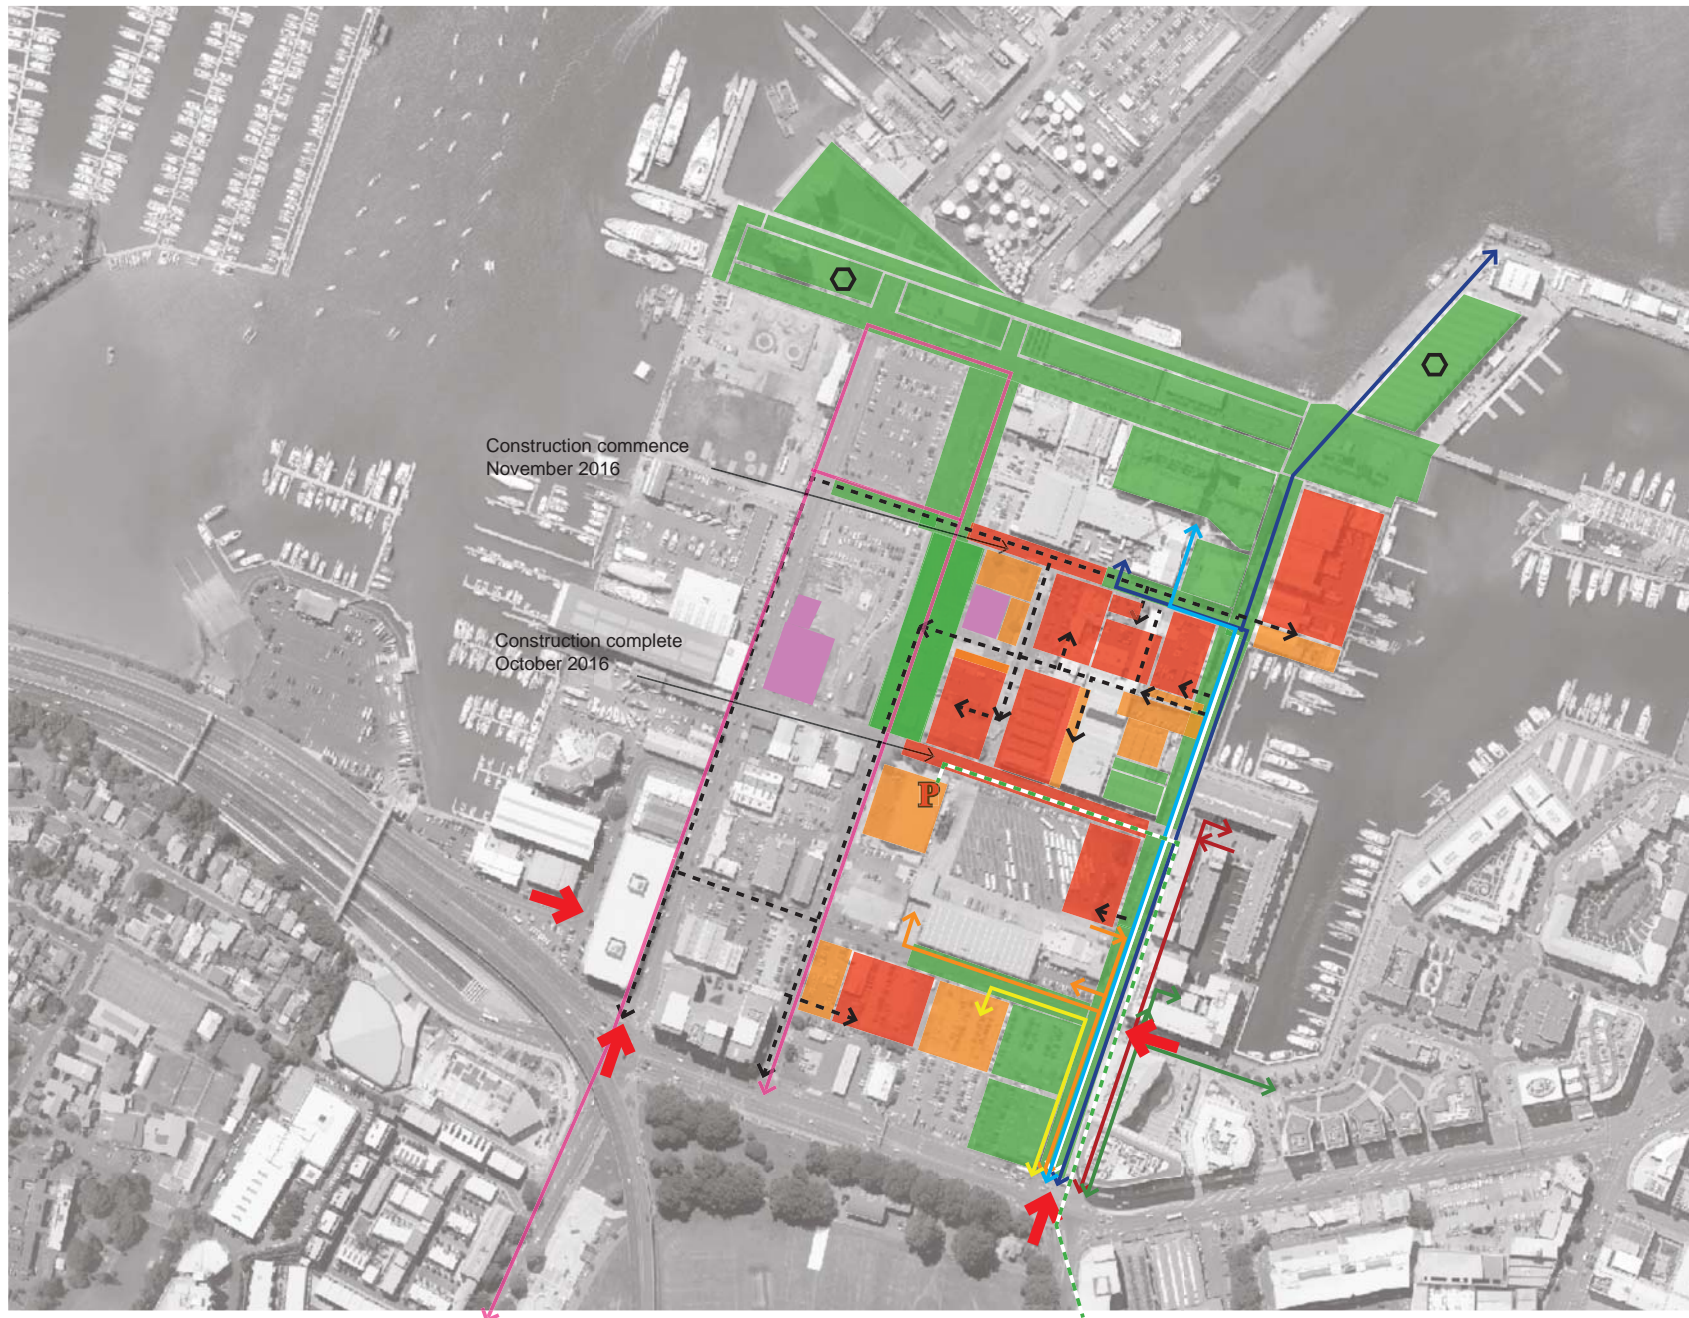 Construction commence
November 2016
Construction complete
October 2016
P